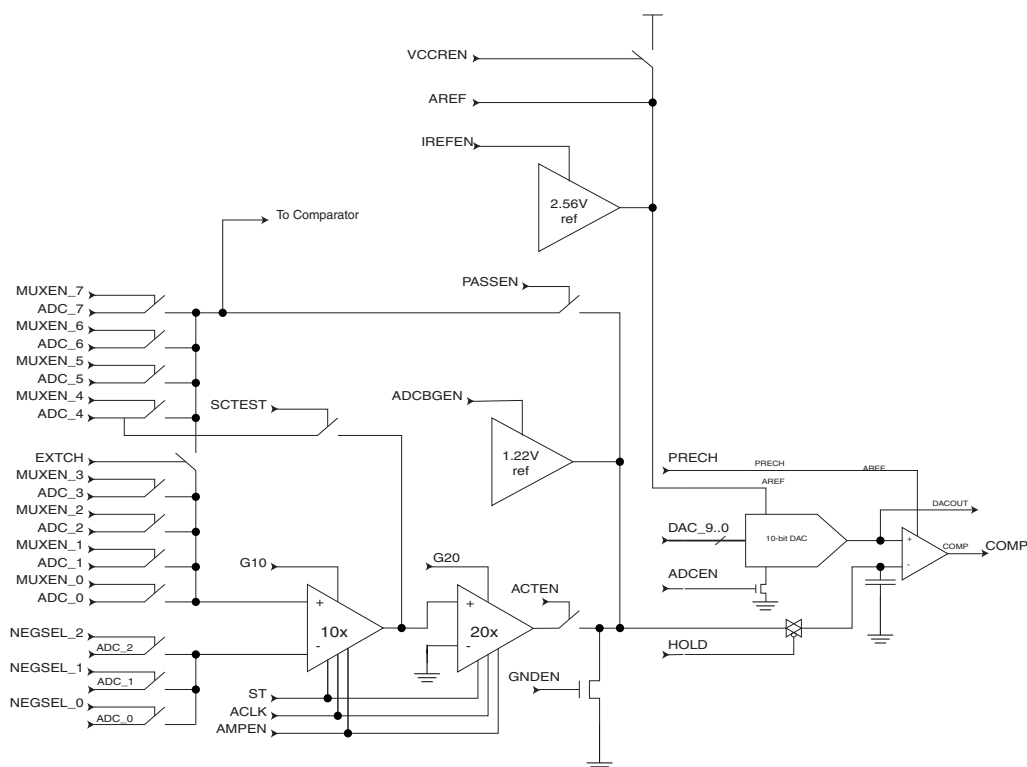 VCCREN
AREF
IREFEN
2.56V
ref
To Comparator
PASSEN
MUXEN_7
ADC_7
MUXEN_6
ADC_6
MUXEN_5
ADC_5
MUXEN_4
ADC_4
SCTEST
ADCBGEN
EXTCH
1.22V
ref
PRECH
PRECH
AREF
MUXEN_3
ADC_3
AREF
MUXEN_2
ADC_2
DACOUT
DAC_9..0
10-bit DAC
+
-
COMP
COMP
MUXEN_1
ADC_1
G10
G20
ADCEN
MUXEN_0
ADC_0
ACTEN
+
10x
-
+
20x
-
NEGSEL_2
ADC_2
HOLD
NEGSEL_1
ADC_1
GNDEN
NEGSEL_0
ADC_0
ST
ACLK
AMPEN